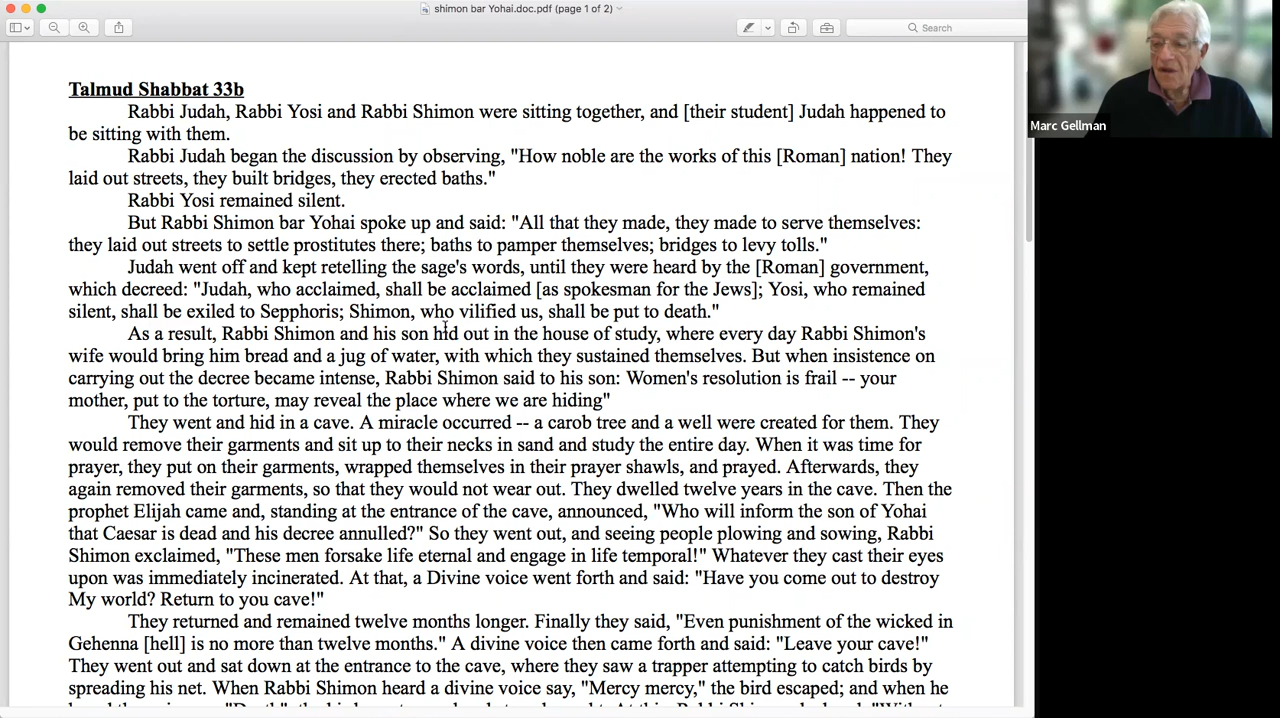 shimon bar Yohai.doc.pdf (page 1 of 2)
Search
Talmud Shabbat 33b
Rabbi Judah, Rabbi Yosi and Rabbi Shimon were sitting together, and [their student] Judah happened to
be sitting with them.
Rabbi Judah began the discussion by observing, "How noble are the works of this [Roman] nation! They
laid out streets, they built bridges, they erected baths."
Rabbi Yosi remained silent.
But Rabbi Shimon bar Yohai spoke up and said: "All that they made, they made to serve themselves:
they laid out streets to settle prostitutes there; baths to pamper themselves; bridges to levy tolls."
Judah went off and kept retelling the sage's words, until they were heard by the [Roman] government,
which decreed: "Judah, who acclaimed, shall be acclaimed [as spokesman for the Jews]; Yosi, who remained
silent, shall be exiled to Sepphoris; Shimon, who vilified us, shall be put to death."
As a result, Rabbi Shimon and his son hid out in the house of study, where every day Rabbi Shimon's
wife would bring him bread and a jug of water, with which they sustained themselves. But when insistence on
carrying out the decree became intense, Rabbi Shimon said to his son: Women's resolution is frail -- your
mother, put to the torture, may reveal the place where we are hiding"
They went and hid in a cave. A miracle occurred -- a carob tree and a well were created for them. They
would remove their garments and sit up to their necks in sand and study the entire day. When it was time for
prayer, they put on their garments, wrapped themselves in their prayer shawls, and prayed. Afterwards, they
again removed their garments, so that they would not wear out. They dwelled twelve years in the cave. Then the
prophet Elijah came and, standing at the entrance of the cave, announced, "Who will inform the son of Yohai
that Caesar is dead and his decree annulled?" So they went out, and seeing people plowing and sowing, Rabbi
Shimon exclaimed, "These men forsake life eternal and engage in life temporal!" Whatever they cast their eyes
upon was immediately incinerated. At that, a Divine voice went forth and said: "Have you come out to destroy
My world? Return to you cave!"
They returned and remained twelve months longer. Finally they said, "Even punishment of the wicked in
Gehenna [hell] is no more than twelve months." A divine voice then came forth and said: "Leave your cave!"
They went out and sat down at the entrance to the cave, where they saw a trapper attempting to catch birds by
spreading his net. When Rabbi Shimon heard a divine voice say, "Mercy mercy," the bird escaped; and when he
Marc Gellman